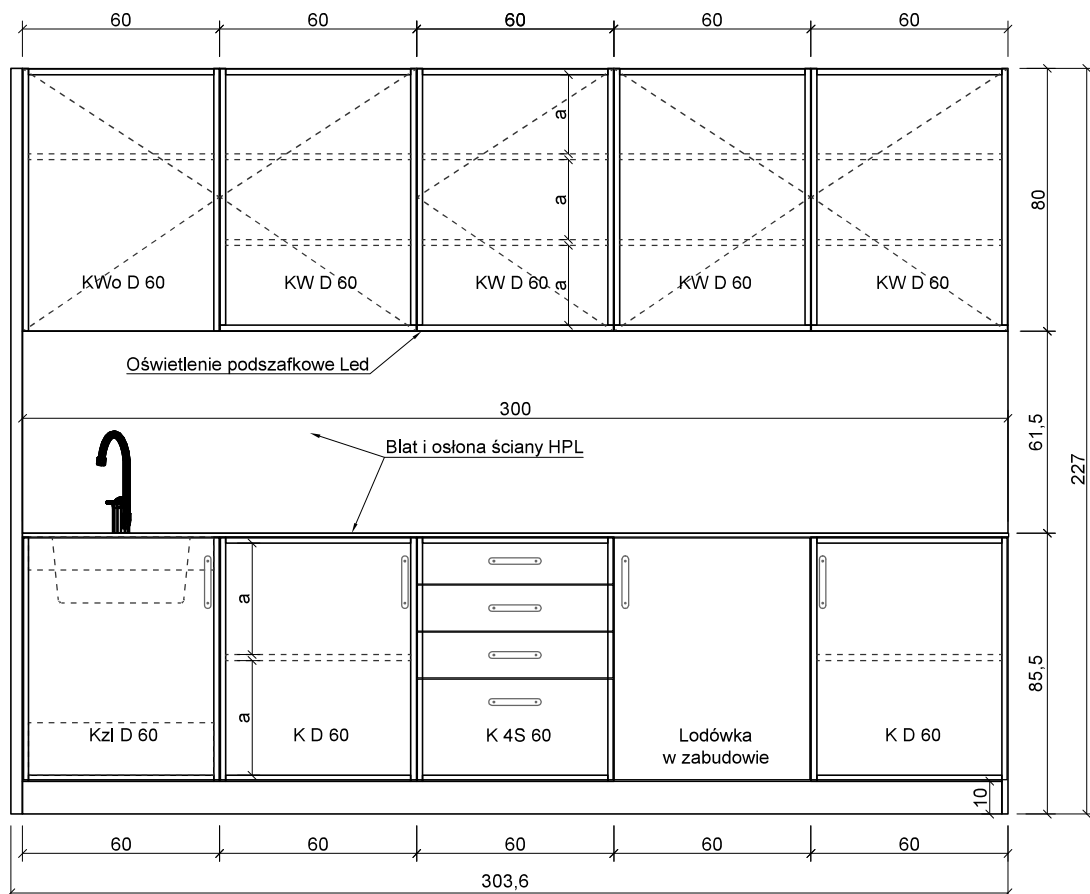 60
60
60
60
60
a
a
a
80
KWo D 60
KW D 60
KW D 60
KW D 60
KW D 60
Oświetlenie podszafkowe Led
300
61,5
Blat i osłona ściany HPL
227
a
a
85,5
Kzl D 60
K D 60
K 4S 60
Lodówka
w zabudowie
K D 60
10
60
60
60
60
60
303,6